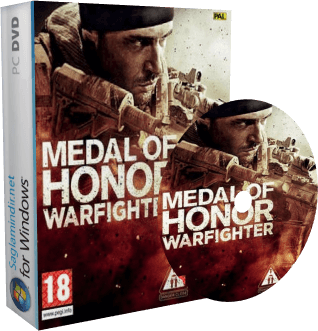 PC DVD
Saglamindir.net
for Windows
PAL
MEDAL OF
HONOR
WARFIGHTER
18
www.pegi.info
MEDAL OF
HONOR
WARFIGHTER